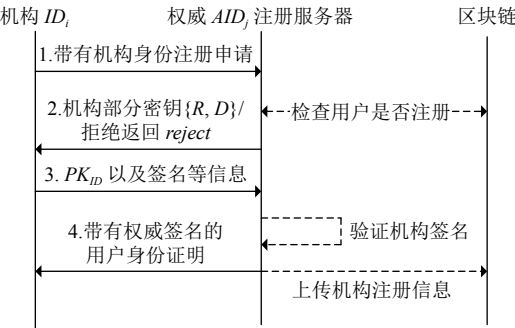 机构 IDᵢ
权威 AIDⱼ 注册服务器
区块链
1.带有机构身份注册申请
2.机构部分密钥{R, D}/
拒绝返回 reject
检查用户是否注册
3. PK_ID 以及签名等信息
4.带有权威签名的
用户身份证明
验证机构签名
上传机构注册信息